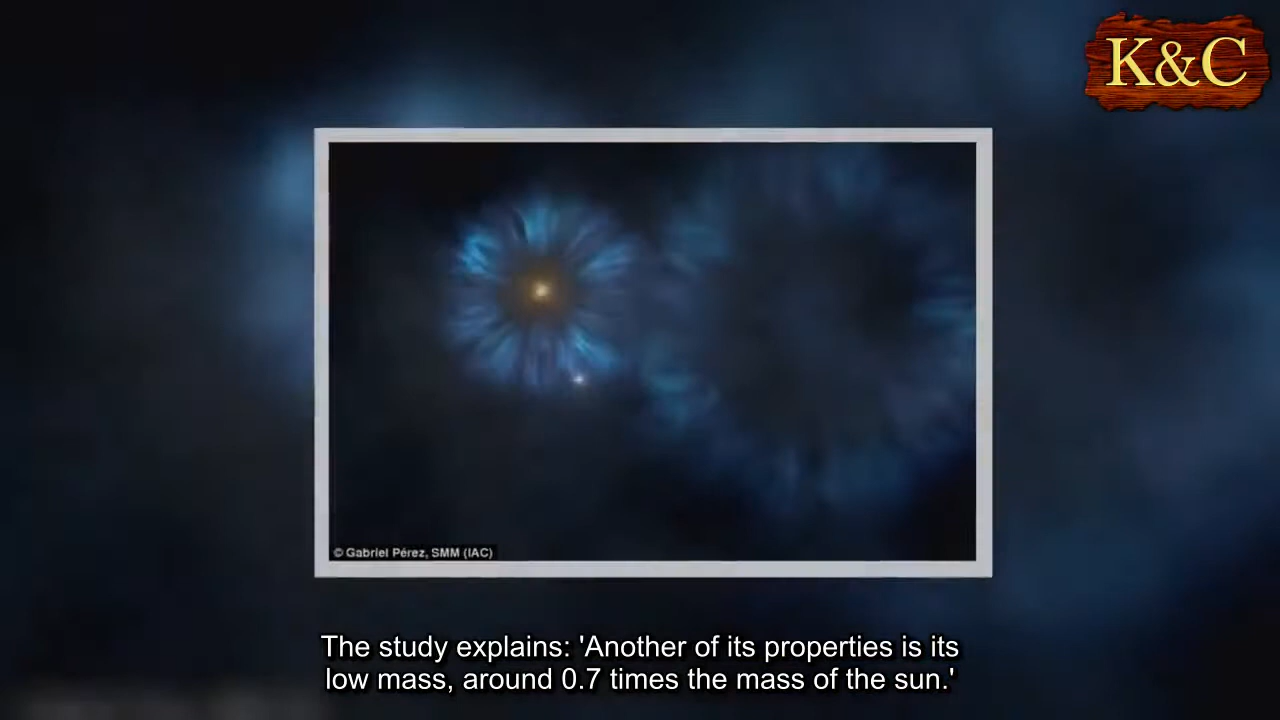 K&C
© Gabriel Pérez, SMM (IAC)
The study explains: 'Another of its properties is its
low mass, around 0.7 times the mass of the sun.'